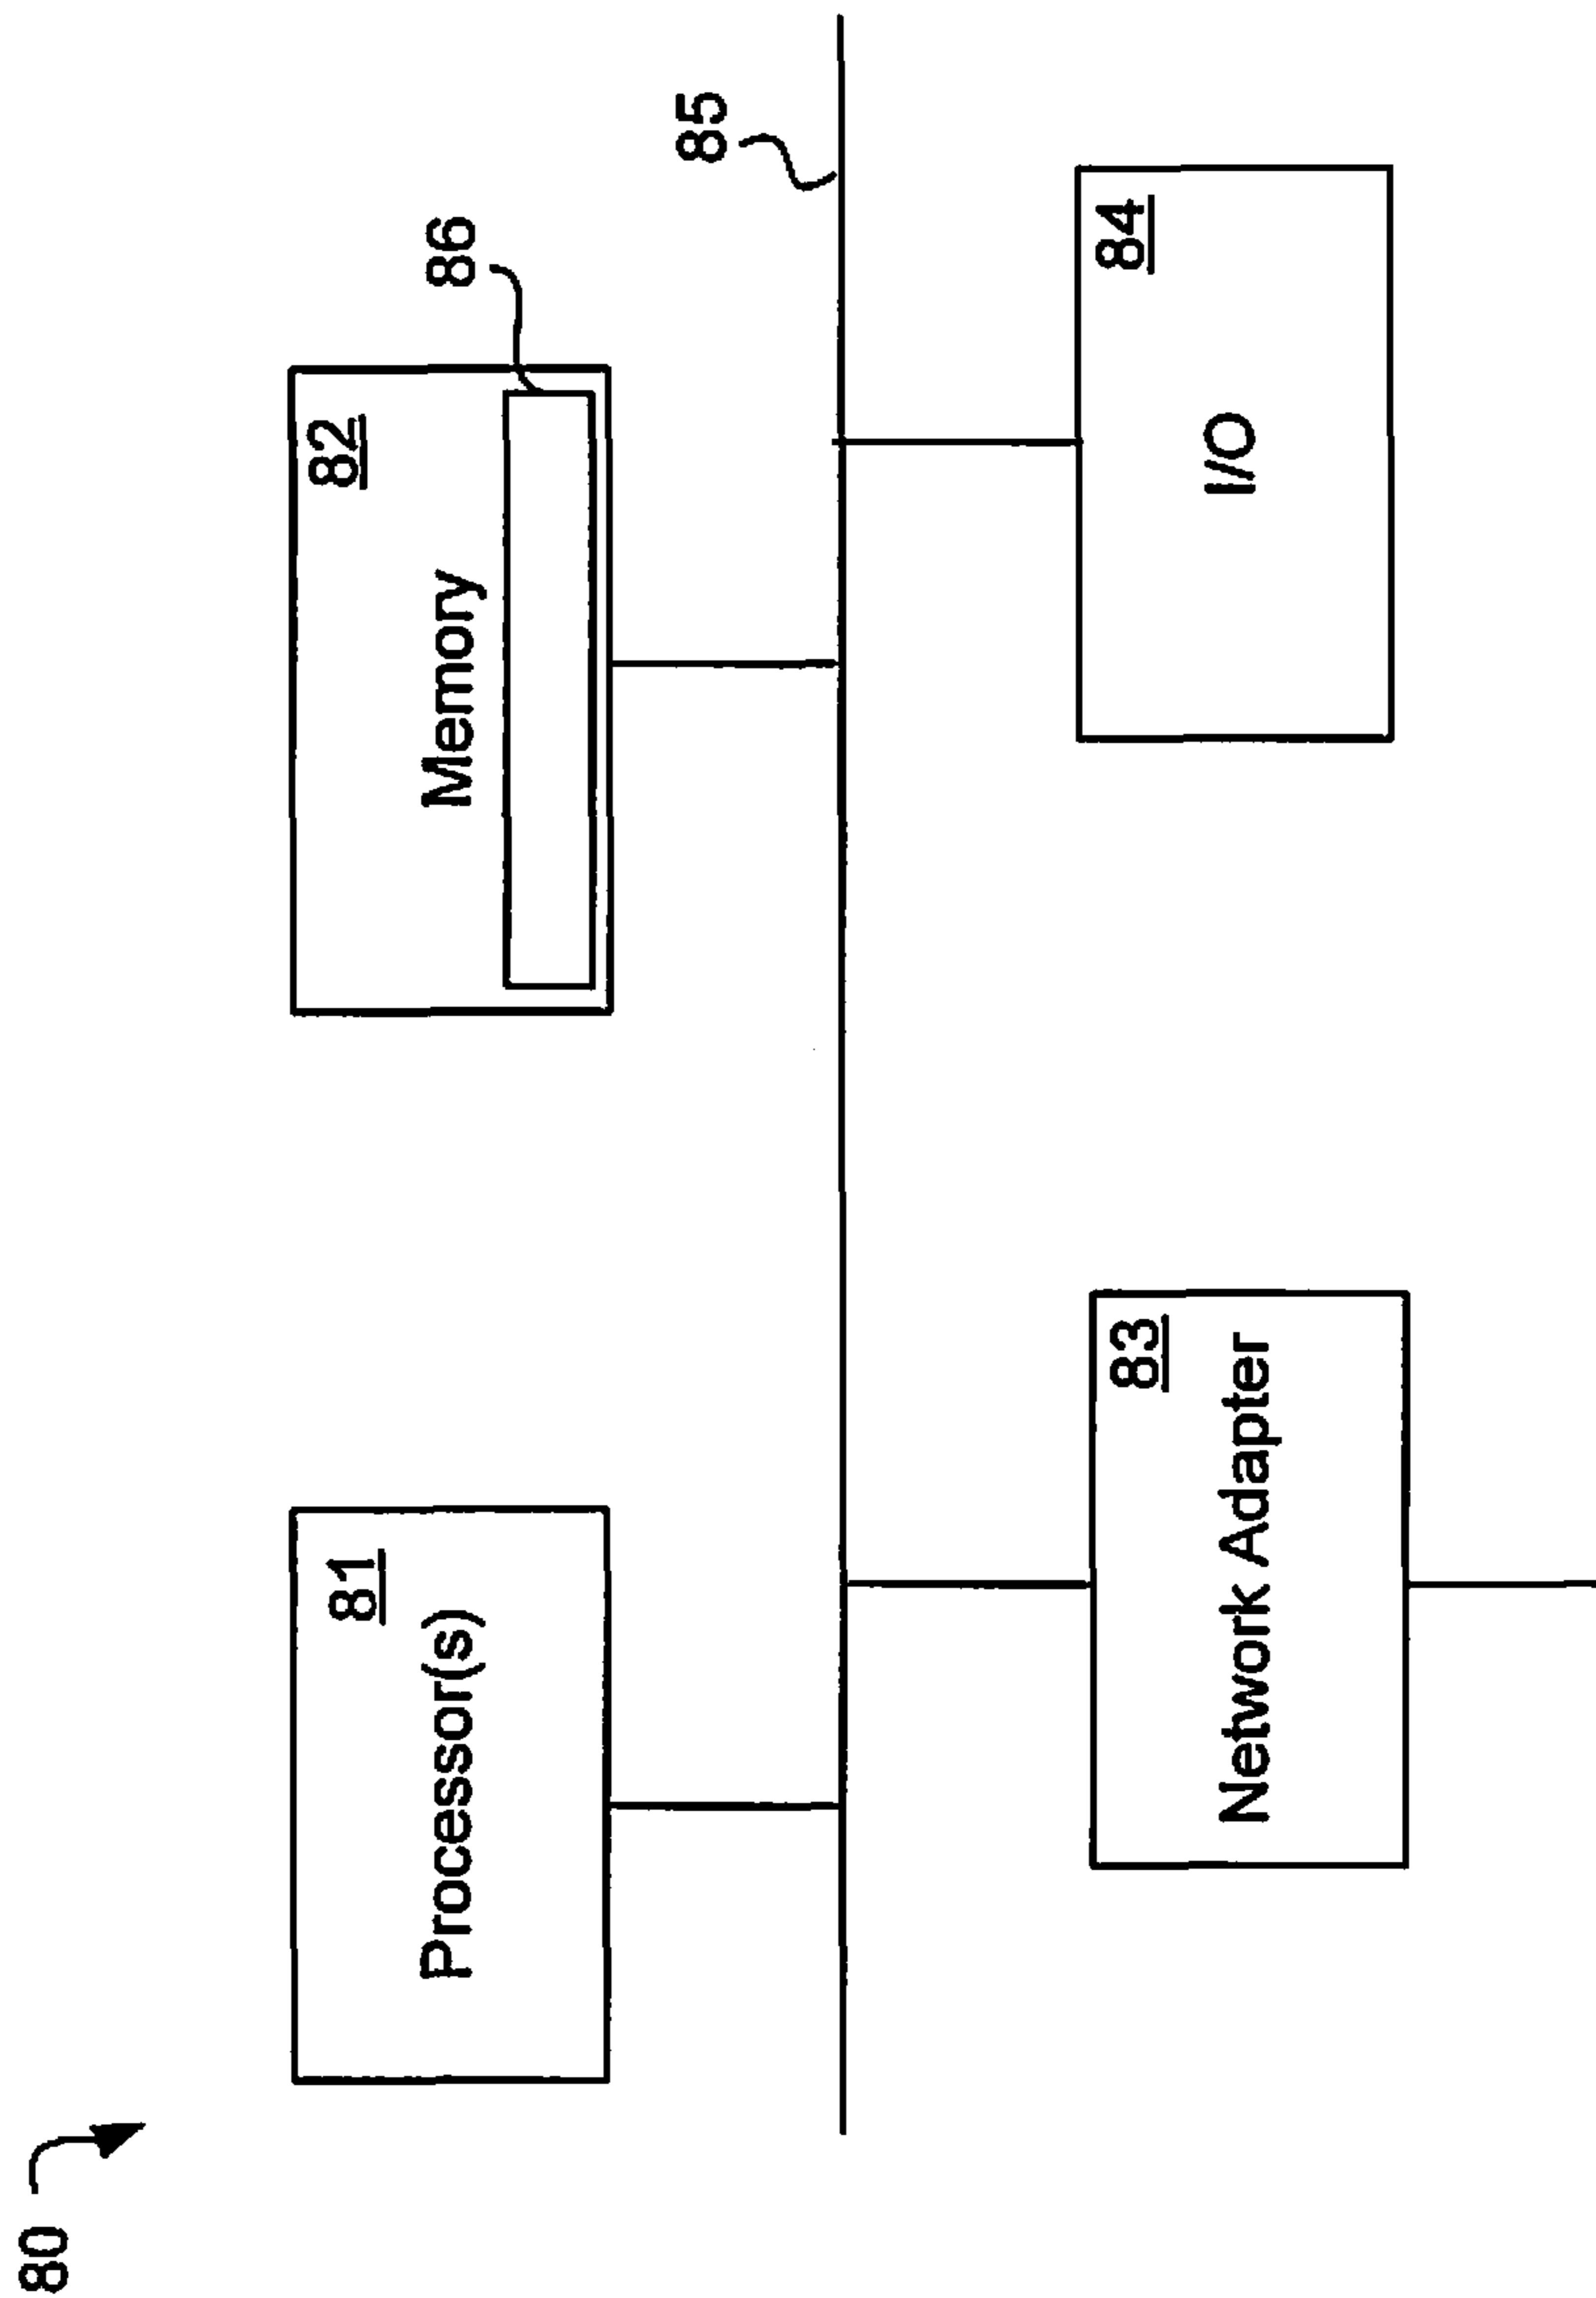 80
81
Processor(s)
82
Memory
86
85
83
Network Adapter
84
I/O